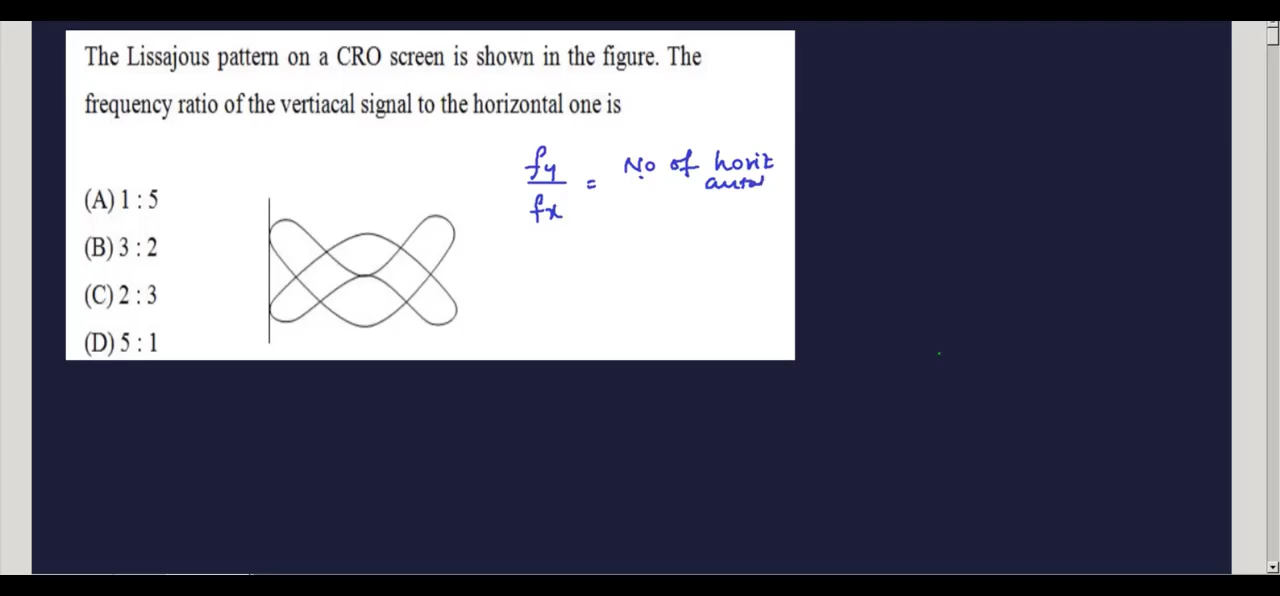 The Lissajous pattern on a CRO screen is shown in the figure. The
frequency ratio of the vertiacal signal to the horizontal one is
fy
fx
=
No of horiz
ontal
(A) 1 : 5
(B) 3 : 2
(C) 2 : 3
(D) 5 : 1